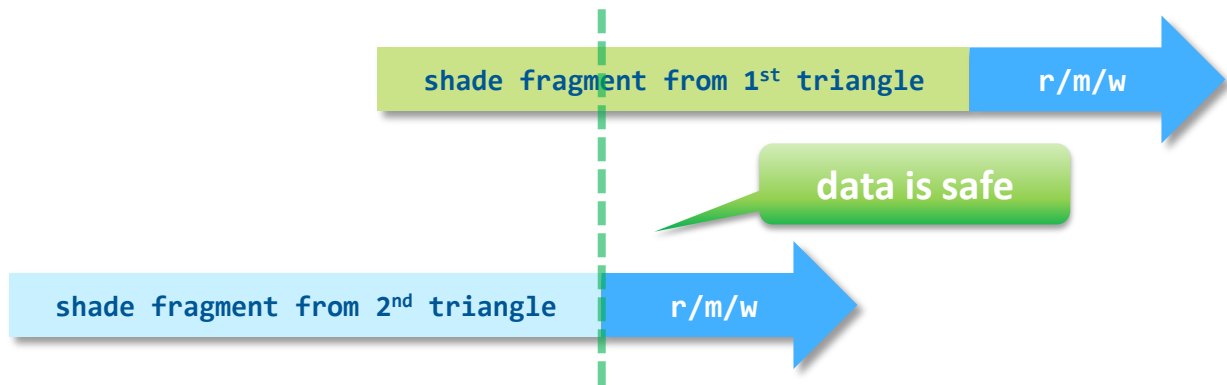 shade fragment from 1st triangle r/m/w
data is safe
shade fragment from 2nd triangle r/m/w